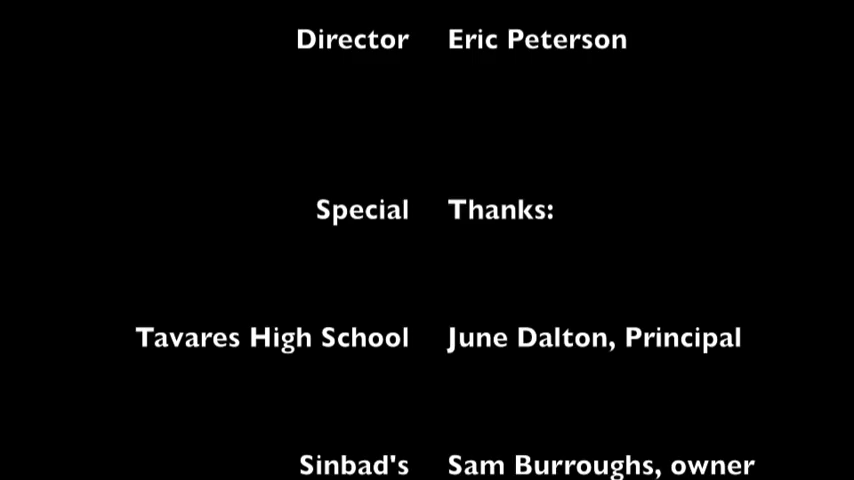 Director Eric Peterson
Special Thanks:
Tavares High School June Dalton, Principal
Sinbad's Sam Burroughs, owner